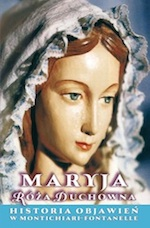 MARYJA
RÓŻA DUCHOWNA
HISTORIA OBJAWIEŃ
W MONTICHIARI-FONTANELLE